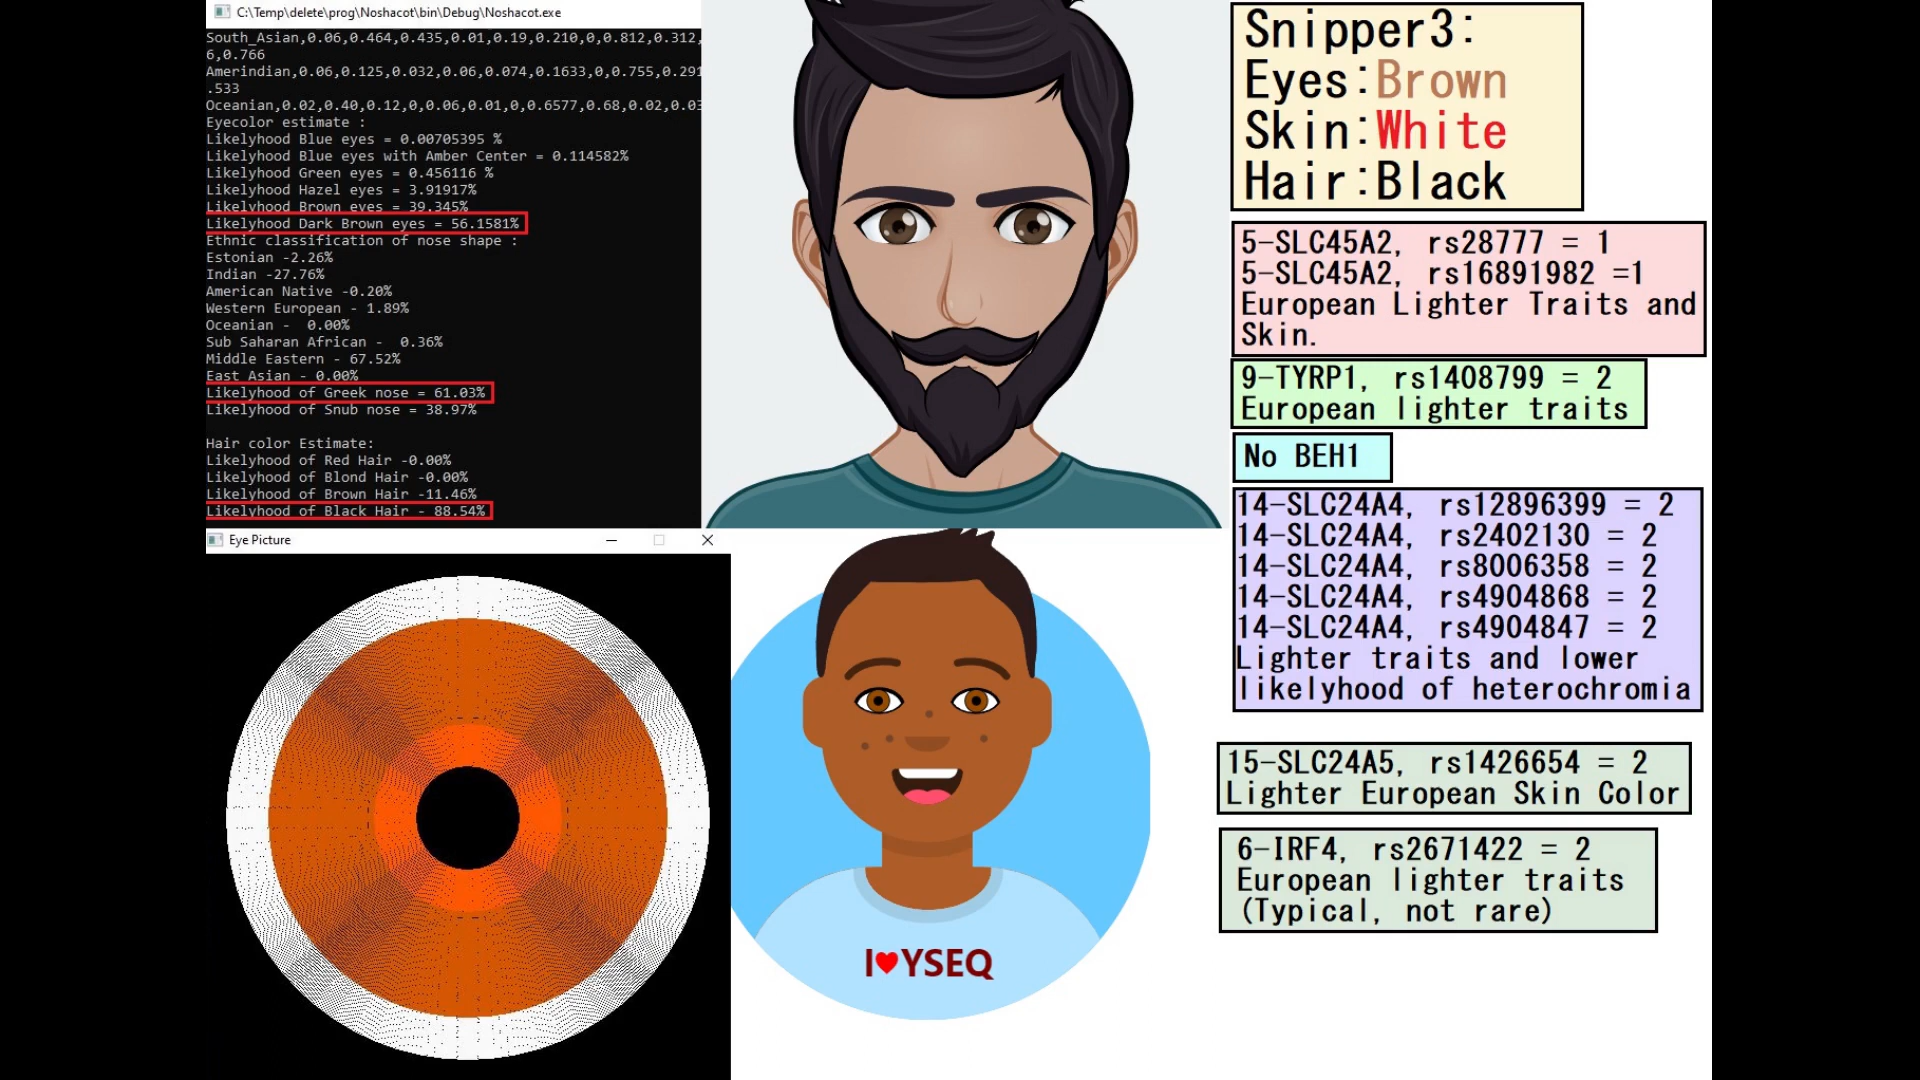 C:\Temp\delete\prog\Noshacot\bin\Debug\Noshacot.exe
South_Asian,0.06,0.464,0.435,0.01,0.19,0.210,0,0.812,0.312,
6,0.766
Amerindian,0.06,0.125,0.032,0.06,0.074,0.1633,0,0.755,0.291
.533
Oceanian,0.02,0.40,0.12,0,0.06,0.01,0,0.6577,0.68,0.02,0.03
Eyecolor estimate :
Likelyhood Blue eyes = 0.00705395 %
Likelyhood Blue eyes with Amber Center = 0.114582%
Likelyhood Green eyes = 0.456116 %
Likelyhood Hazel eyes = 3.91917%
Likelyhood Brown eyes = 39.345%
Likelyhood Dark Brown eyes = 56.1581%
Ethnic classification of nose shape :
Estonian -2.26%
Indian -27.76%
American Native -0.20%
Western European - 1.89%
Oceanian -  0.00%
Sub Saharan African -  0.36%
Middle Eastern - 67.52%
East Asian - 0.00%
Likelyhood of Greek nose = 61.03%
Likelyhood of Snub nose = 38.97%
Hair color Estimate:
Likelyhood of Red Hair -0.00%
Likelyhood of Blond Hair -0.00%
Likelyhood of Brown Hair -11.46%
Likelyhood of Black Hair - 88.54%
Eye Picture
I♥YSEQ
Snipper3:
Eyes:Brown
Skin:White
Hair:Black
5-SLC45A2, rs28777 = 1
5-SLC45A2, rs16891982 =1
European Lighter Traits and
Skin.
9-TYRP1, rs1408799 = 2
European lighter traits
No BEH1
14-SLC24A4, rs12896399 = 2
14-SLC24A4, rs2402130 = 2
14-SLC24A4, rs8006358 = 2
14-SLC24A4, rs4904868 = 2
14-SLC24A4, rs4904847 = 2
Lighter traits and lower
likelyhood of heterochromia
15-SLC24A5, rs1426654 = 2
Lighter European Skin Color
6-IRF4, rs2671422 = 2
European lighter traits
(Typical, not rare)